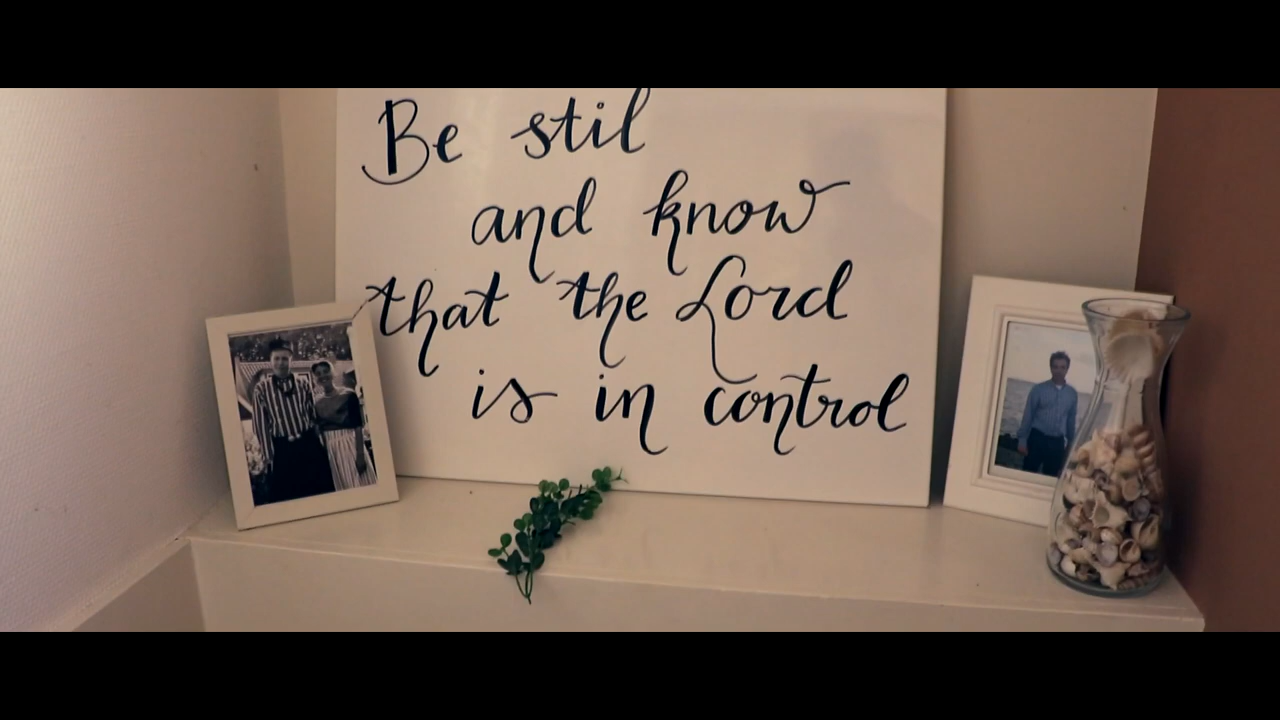 Be stil
and know
that the Lord
is in control